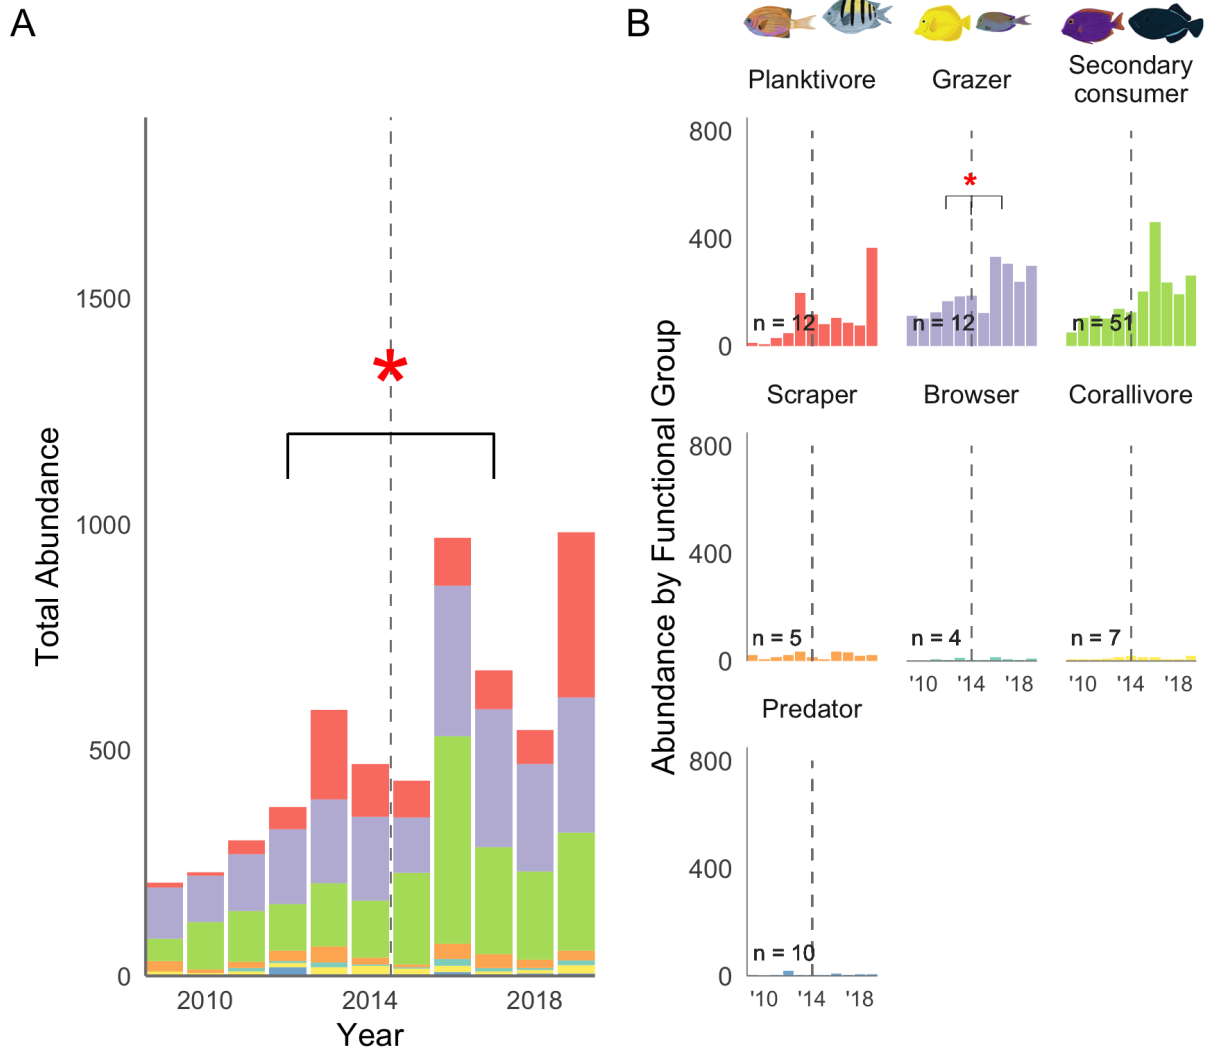 A
B
Planktivore
Grazer
Secondary
consumer
1500
1000
500
0
Total Abundance
*
2010
2014
2018
Year
Abundance by Functional Group
800
400
0
n = 12
*
n = 12
n = 51
Scraper
Browser
Corallivore
800
400
0
n = 5
n = 4
n = 7
'10 '14 '18
'10 '14 '18
Predator
800
400
0
n = 10
'10 '14 '18